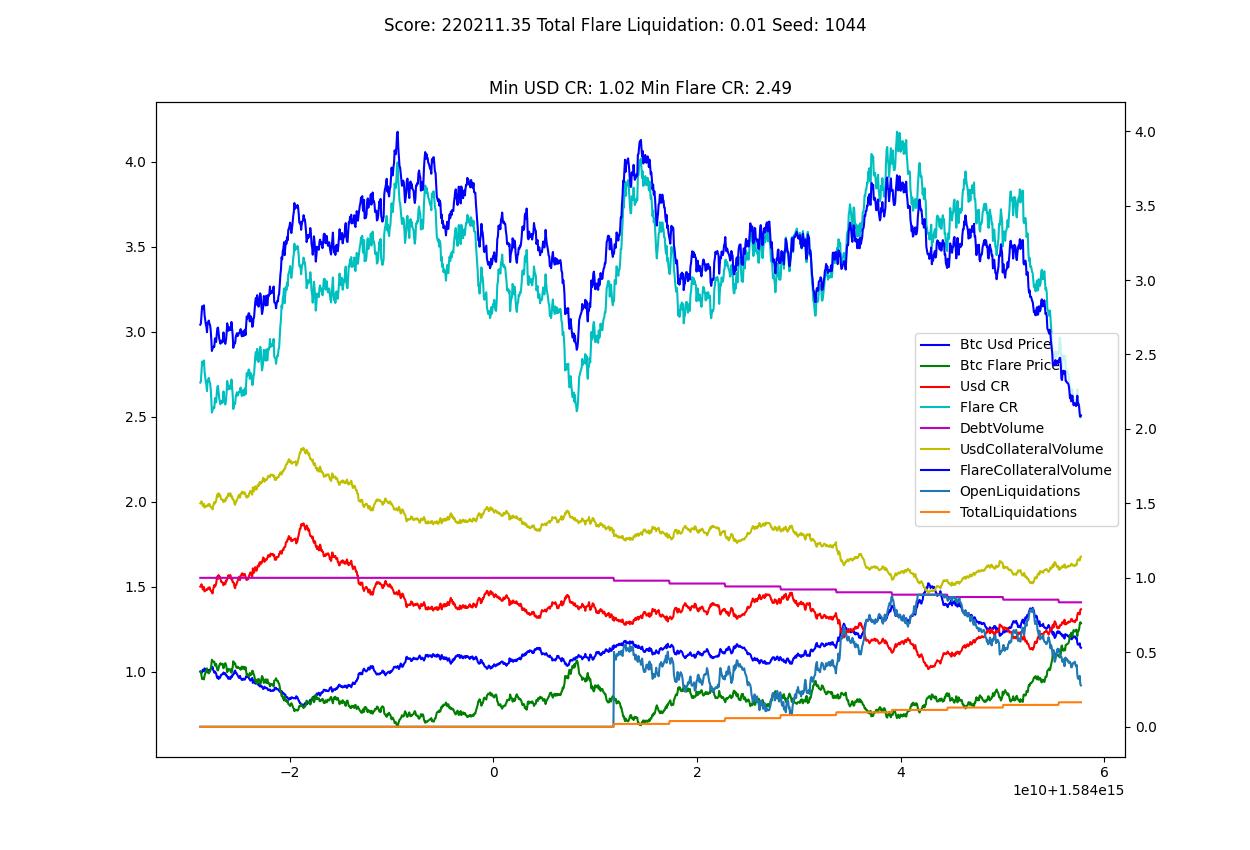 Score: 220211.35 Total Flare Liquidation: 0.01 Seed: 1044
Min USD CR: 1.02 Min Flare CR: 2.49
4.0
3.5
3.0
2.5
2.0
1.5
1.0
4.0
3.5
3.0
2.5
2.0
1.5
1.0
0.5
0.0
Btc Usd Price
Btc Flare Price
Usd CR
Flare CR
DebtVolume
UsdCollateralVolume
FlareCollateralVolume
OpenLiquidations
TotalLiquidations
−2 0 2 4 6
1e10+1.584e15